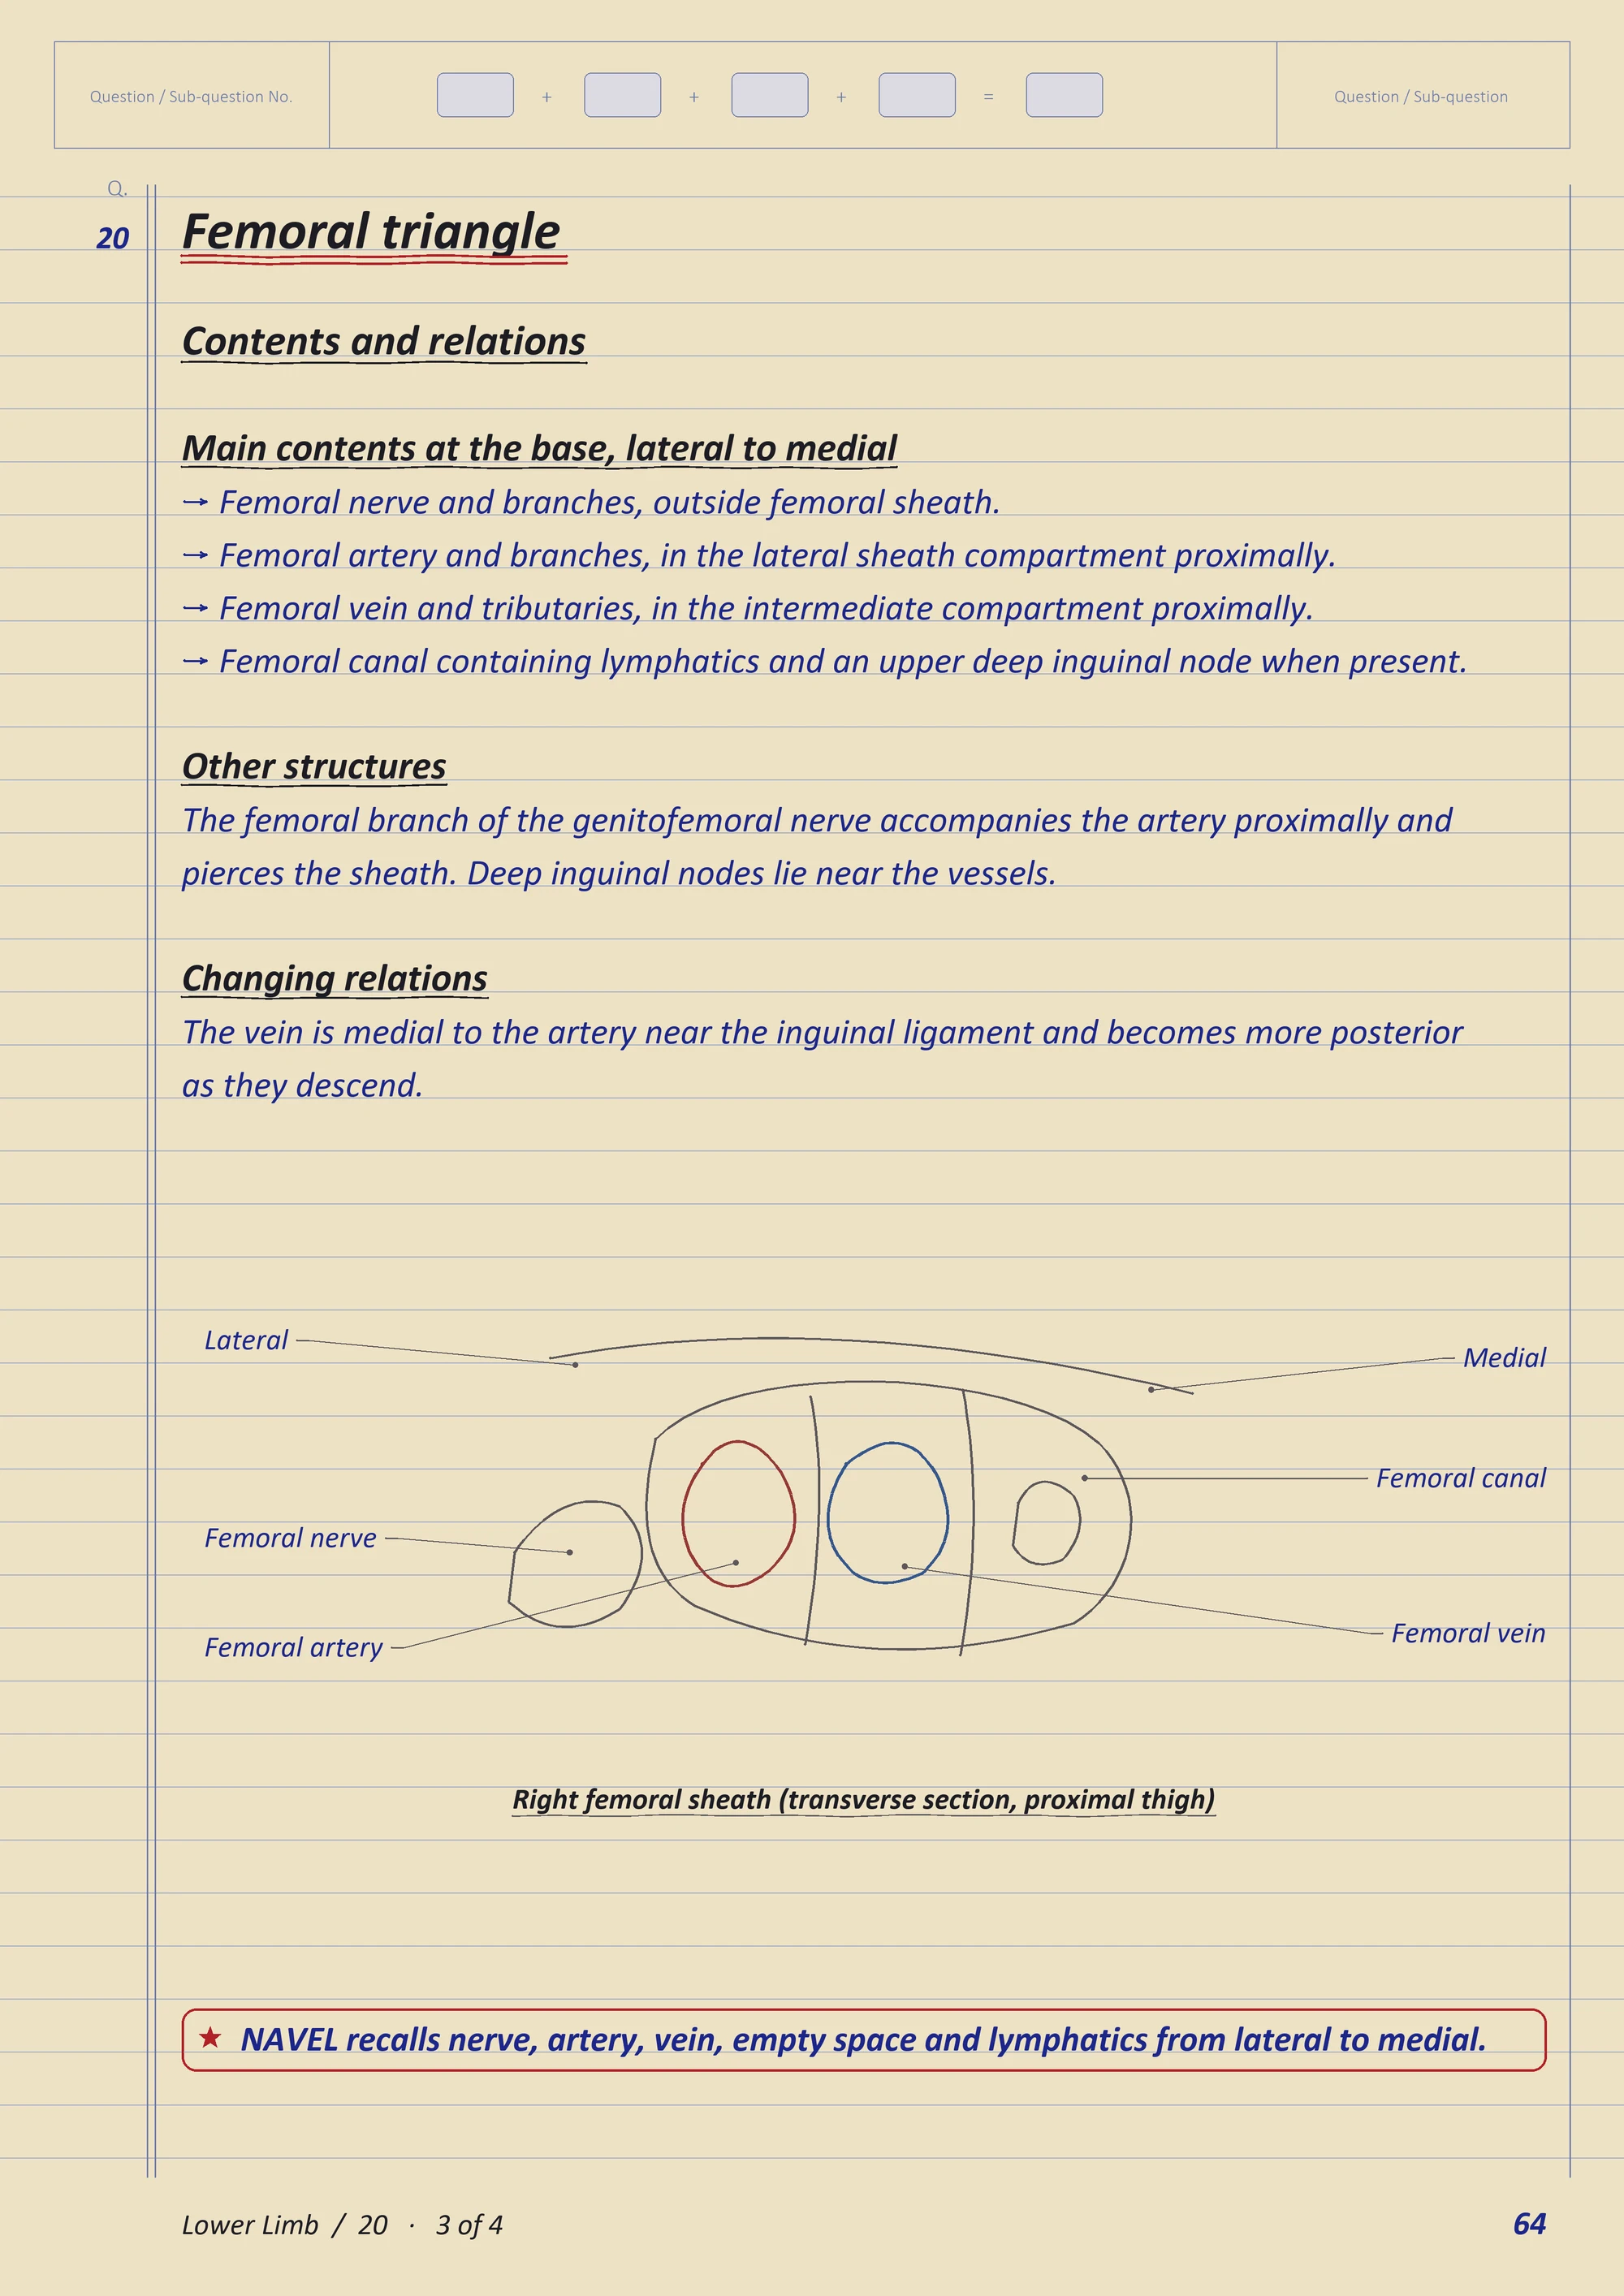 Question / Sub-question No.
+ + + =
Question / Sub-question
Q.
20
Femoral triangle
Contents and relations
Main contents at the base, lateral to medial
→ Femoral nerve and branches, outside femoral sheath.
→ Femoral artery and branches, in the lateral sheath compartment proximally.
→ Femoral vein and tributaries, in the intermediate compartment proximally.
→ Femoral canal containing lymphatics and an upper deep inguinal node when present.
Other structures
The femoral branch of the genitofemoral nerve accompanies the artery proximally and
pierces the sheath. Deep inguinal nodes lie near the vessels.
Changing relations
The vein is medial to the artery near the inguinal ligament and becomes more posterior
as they descend.
Lateral
Medial
Femoral canal
Femoral nerve
Femoral vein
Femoral artery
Right femoral sheath (transverse section, proximal thigh)
★ NAVEL recalls nerve, artery, vein, empty space and lymphatics from lateral to medial.
Lower Limb / 20 · 3 of 4
64